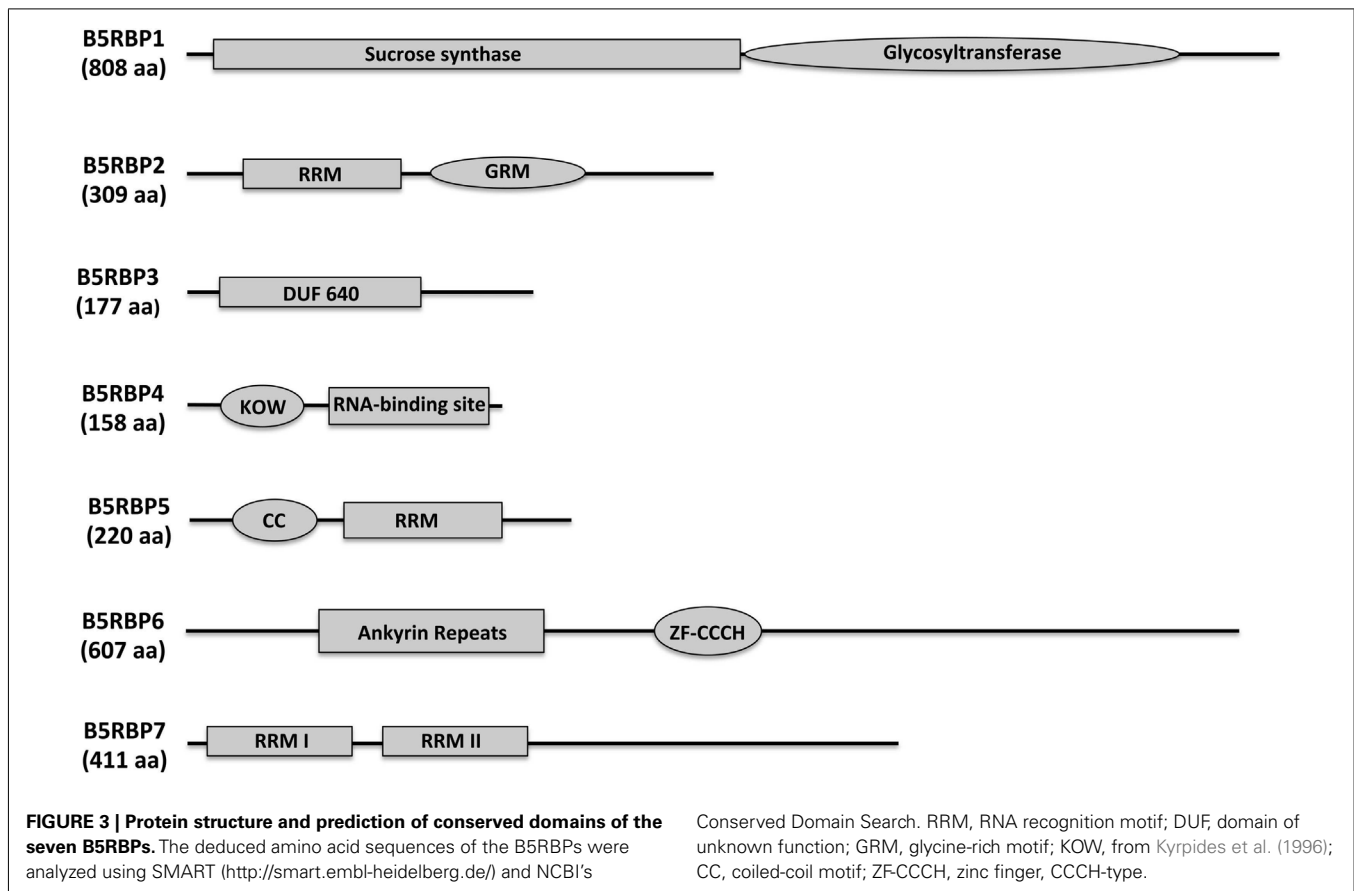 B5RBP1
(808 aa)
Sucrose synthase
Glycosyltransferase
B5RBP2
(309 aa)
RRM
GRM
B5RBP3
(177 aa)
DUF 640
B5RBP4
(158 aa)
KOW
RNA-binding site
B5RBP5
(220 aa)
CC
RRM
B5RBP6
(607 aa)
Ankyrin Repeats
ZF-CCCH
B5RBP7
(411 aa)
RRM I
RRM II
FIGURE 3 | Protein structure and prediction of conserved domains of the
seven B5RBPs. The deduced amino acid sequences of the B5RBPs were
analyzed using SMART (http://smart.embl-heidelberg.de/) and NCBI's
Conserved Domain Search. RRM, RNA recognition motif; DUF, domain of
unknown function; GRM, glycine-rich motif; KOW, from Kyrpides et al. (1996);
CC, coiled-coil motif; ZF-CCCH, zinc finger, CCCH-type.